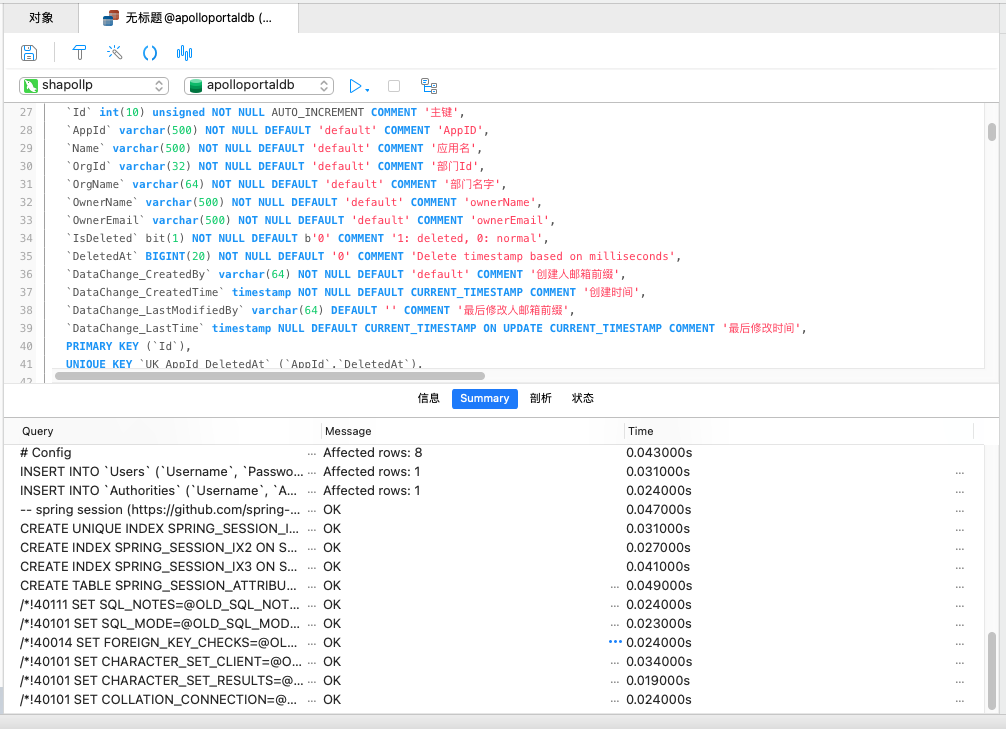 对象
无标题@apolloportaldb (...
shapollp
apolloportaldb
27 `Id` int(10) unsigned NOT NULL AUTO_INCREMENT COMMENT '主键',
28 `AppId` varchar(500) NOT NULL DEFAULT 'default' COMMENT 'AppID',
29 `Name` varchar(500) NOT NULL DEFAULT 'default' COMMENT '应用名',
30 `OrgId` varchar(32) NOT NULL DEFAULT 'default' COMMENT '部门Id',
31 `OrgName` varchar(64) NOT NULL DEFAULT 'default' COMMENT '部门名字',
32 `OwnerName` varchar(500) NOT NULL DEFAULT 'default' COMMENT 'ownerName',
33 `OwnerEmail` varchar(500) NOT NULL DEFAULT 'default' COMMENT 'ownerEmail',
34 `IsDeleted` bit(1) NOT NULL DEFAULT b'0' COMMENT '1: deleted, 0: normal',
35 `DeletedAt` BIGINT(20) NOT NULL DEFAULT '0' COMMENT 'Delete timestamp based on milliseconds',
36 `DataChange_CreatedBy` varchar(64) NOT NULL DEFAULT 'default' COMMENT '创建人邮箱前缀',
37 `DataChange_CreatedTime` timestamp NOT NULL DEFAULT CURRENT_TIMESTAMP COMMENT '创建时间',
38 `DataChange_LastModifiedBy` varchar(64) DEFAULT '' COMMENT '最后修改人邮箱前缀',
39 `DataChange_LastTime` timestamp NULL DEFAULT CURRENT_TIMESTAMP ON UPDATE CURRENT_TIMESTAMP COMMENT '最后修改时间',
40 PRIMARY KEY (`Id`),
41 UNIQUE KEY `UK_AppId_DeletedAt` (`AppId`,`DeletedAt`),
42
信息 Summary 剖析 状态
Query Message Time
# Config ... Affected rows: 8 0.043000s
INSERT INTO `Users` (`Username`, `Passwo... ... Affected rows: 1 0.031000s ...
INSERT INTO `Authorities` (`Username`, `A... ... Affected rows: 1 0.024000s ...
-- spring session (https://github.com/spring-... ... OK 0.047000s ...
CREATE UNIQUE INDEX SPRING_SESSION_I... ... OK 0.031000s ...
CREATE INDEX SPRING_SESSION_IX2 ON S... ... OK 0.027000s ...
CREATE INDEX SPRING_SESSION_IX3 ON S... ... OK 0.041000s ...
CREATE TABLE SPRING_SESSION_ATTRIBU... ... OK ... 0.049000s ...
/*!40111 SET SQL_NOTES=@OLD_SQL_NOT... ... OK ... 0.024000s ...
/*!40101 SET SQL_MODE=@OLD_SQL_MOD... ... OK ... 0.023000s ...
/*!40014 SET FOREIGN_KEY_CHECKS=@OL... ... OK ... 0.024000s ...
/*!40101 SET CHARACTER_SET_CLIENT=@O... ... OK ... 0.034000s ...
/*!40101 SET CHARACTER_SET_RESULTS=@... ... OK ... 0.019000s ...
/*!40101 SET COLLATION_CONNECTION=@... ... OK ... 0.024000s ...